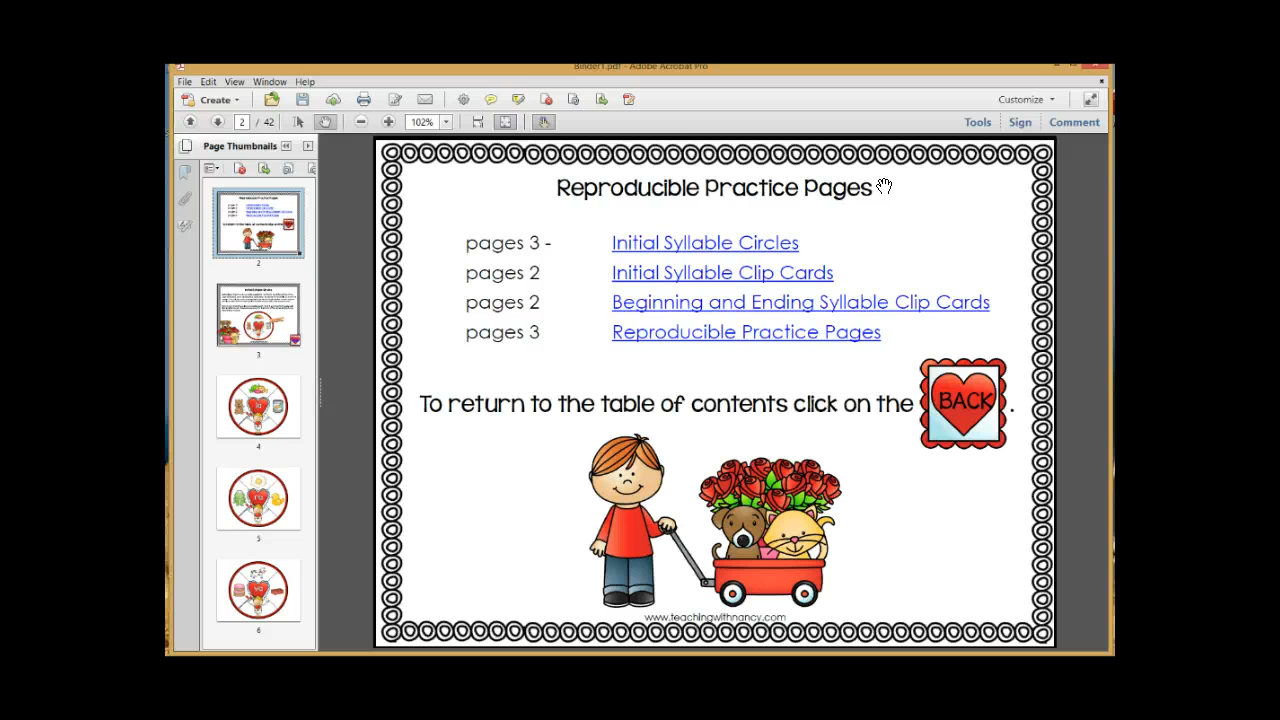 Binder1.pdf - Adobe Acrobat Pro
File Edit View Window Help
Create Customize
2 / 42 102% Tools Sign Comment
Page Thumbnails
2
3
4
5
6
Reproducible Practice Pages
pages 3 - Initial Syllable Circles
pages 2 Initial Syllable Clip Cards
pages 2 Beginning and Ending Syllable Clip Cards
pages 3 Reproducible Practice Pages
To return to the table of contents click on the BACK .
www.teachingwithnancy.com